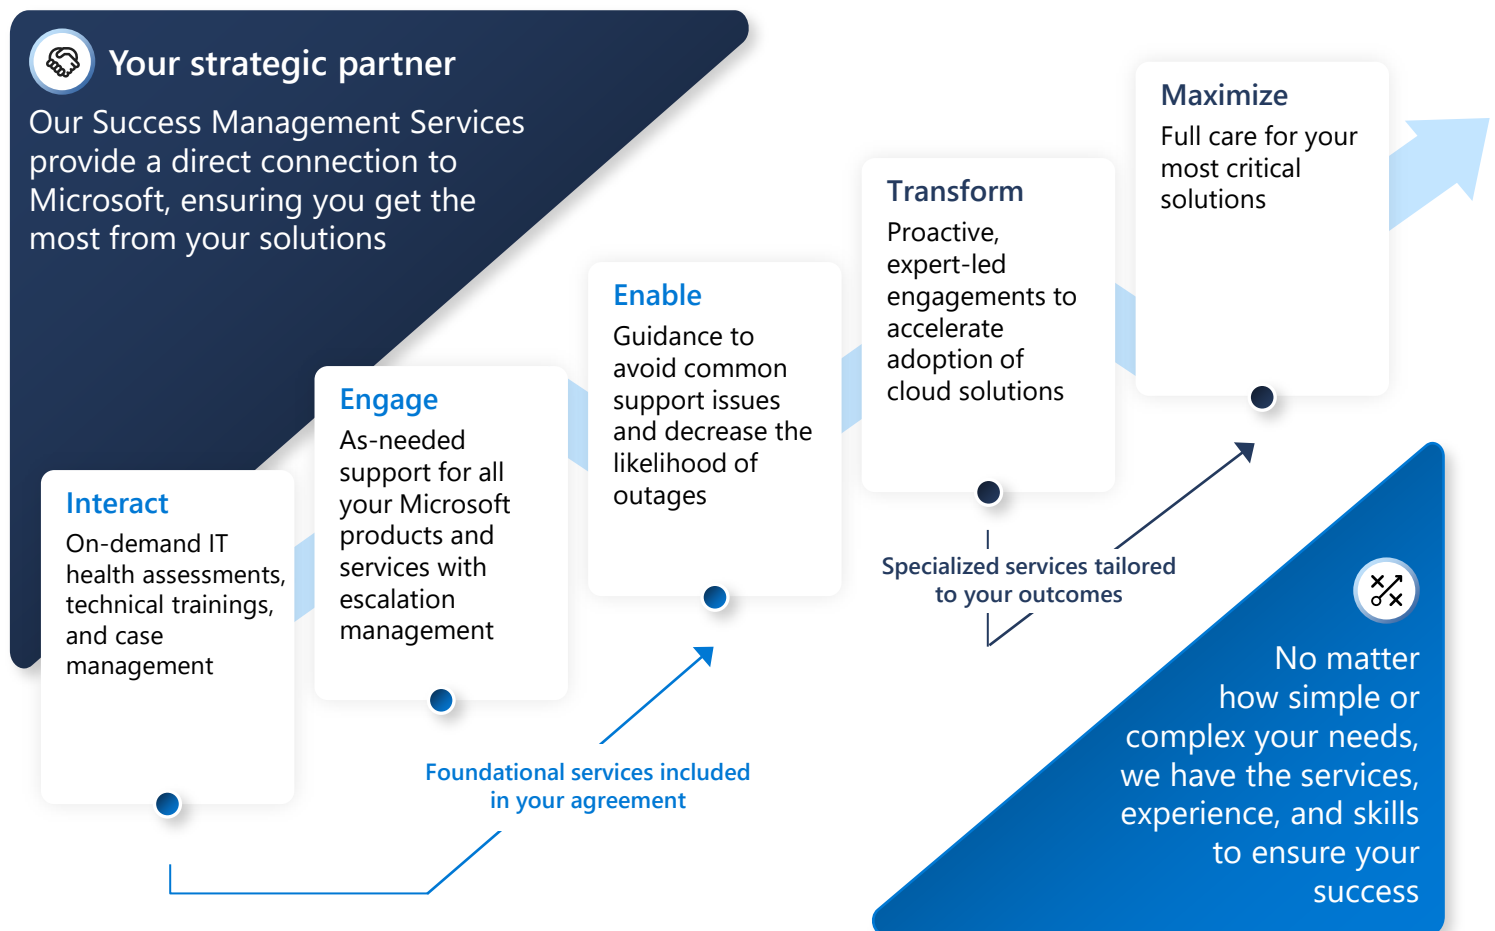 Your strategic partner
Our Success Management Services
provide a direct connection to
Microsoft, ensuring you get the
most from your solutions
Interact
On-demand IT
health assessments,
technical trainings,
and case
management
Engage
As-needed
support for all
your Microsoft
products and
services with
escalation
management
Enable
Guidance to
avoid common
support issues
and decrease the
likelihood of
outages
Transform
Proactive,
expert-led
engagements to
accelerate
adoption of
cloud solutions
Maximize
Full care for your
most critical
solutions
Foundational services included
in your agreement
Specialized services tailored
to your outcomes
No matter
how simple or
complex your needs,
we have the services,
experience, and skills
to ensure your
success